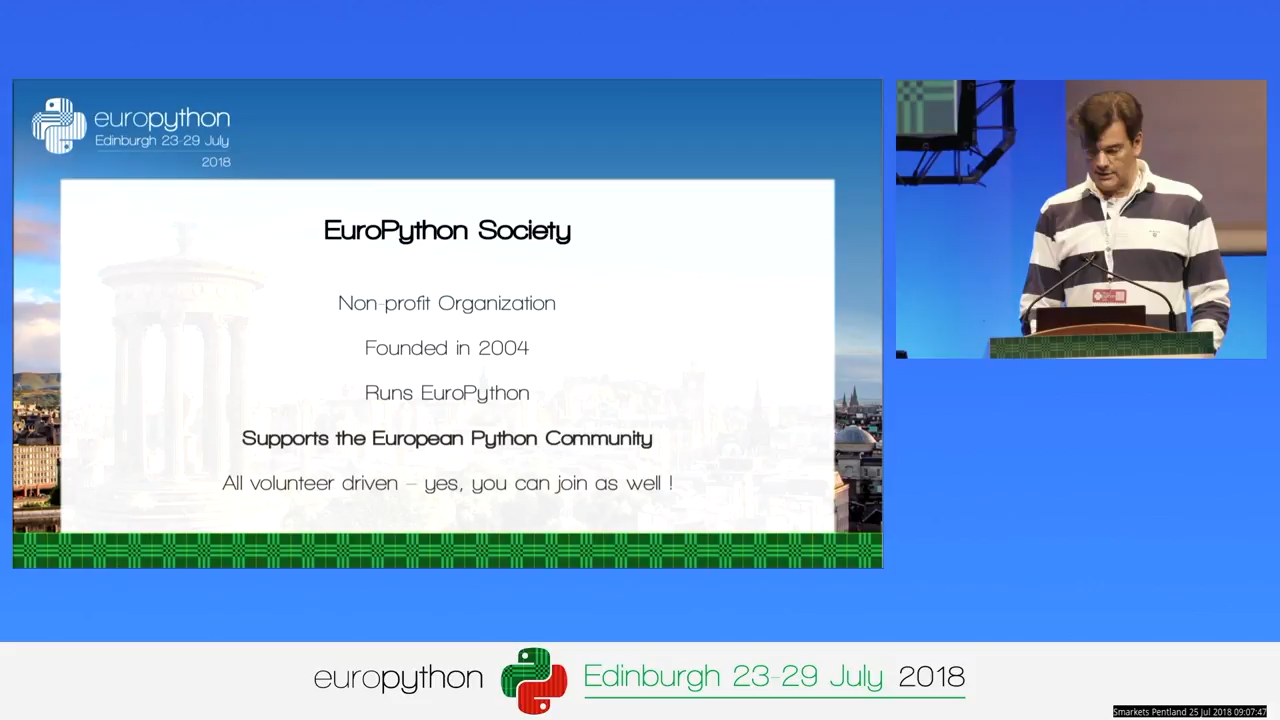 europython
Edinburgh 23-29 July
2018
EuroPython Society
Non-profit Organization
Founded in 2004
Runs EuroPython
Supports the European Python Community
All volunteer driven – yes, you can join as well !
europython Edinburgh 23-29 July 2018
Smarkets Pentland 25 Jul 2018 09:07:47